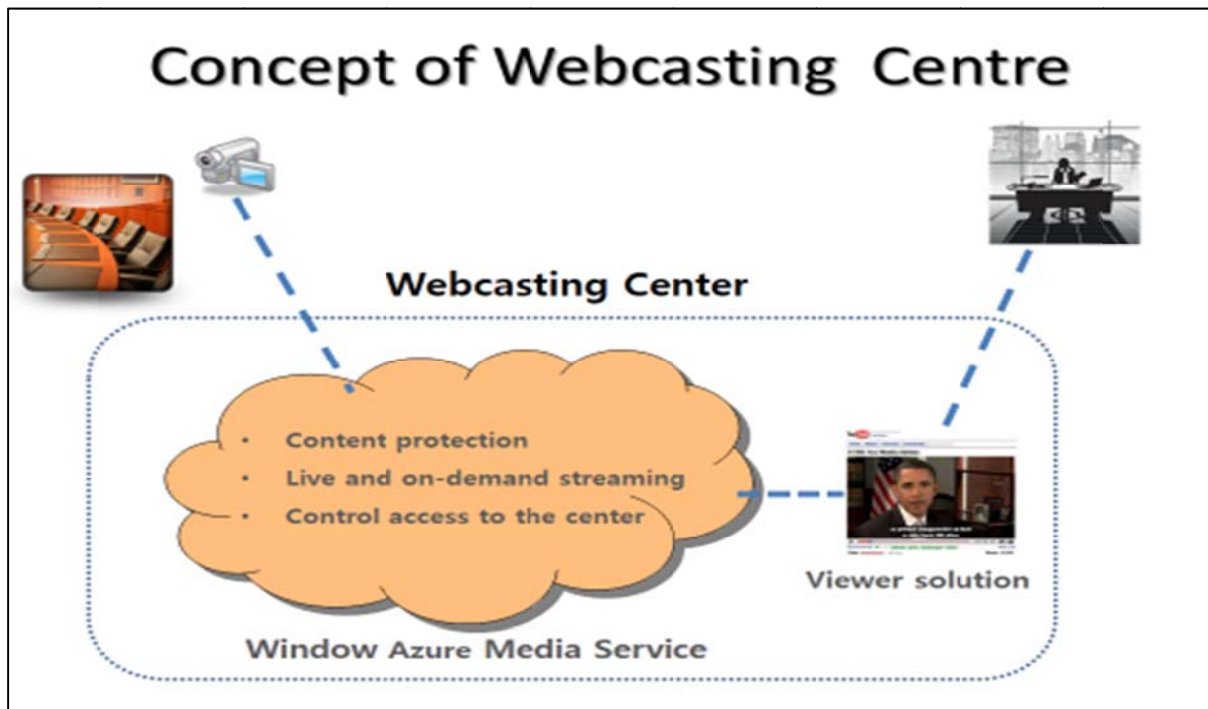 Concept of Webcasting Centre
Webcasting Center
• Content protection
• Live and on-demand streaming
• Control access to the center
Viewer solution
Window Azure Media Service